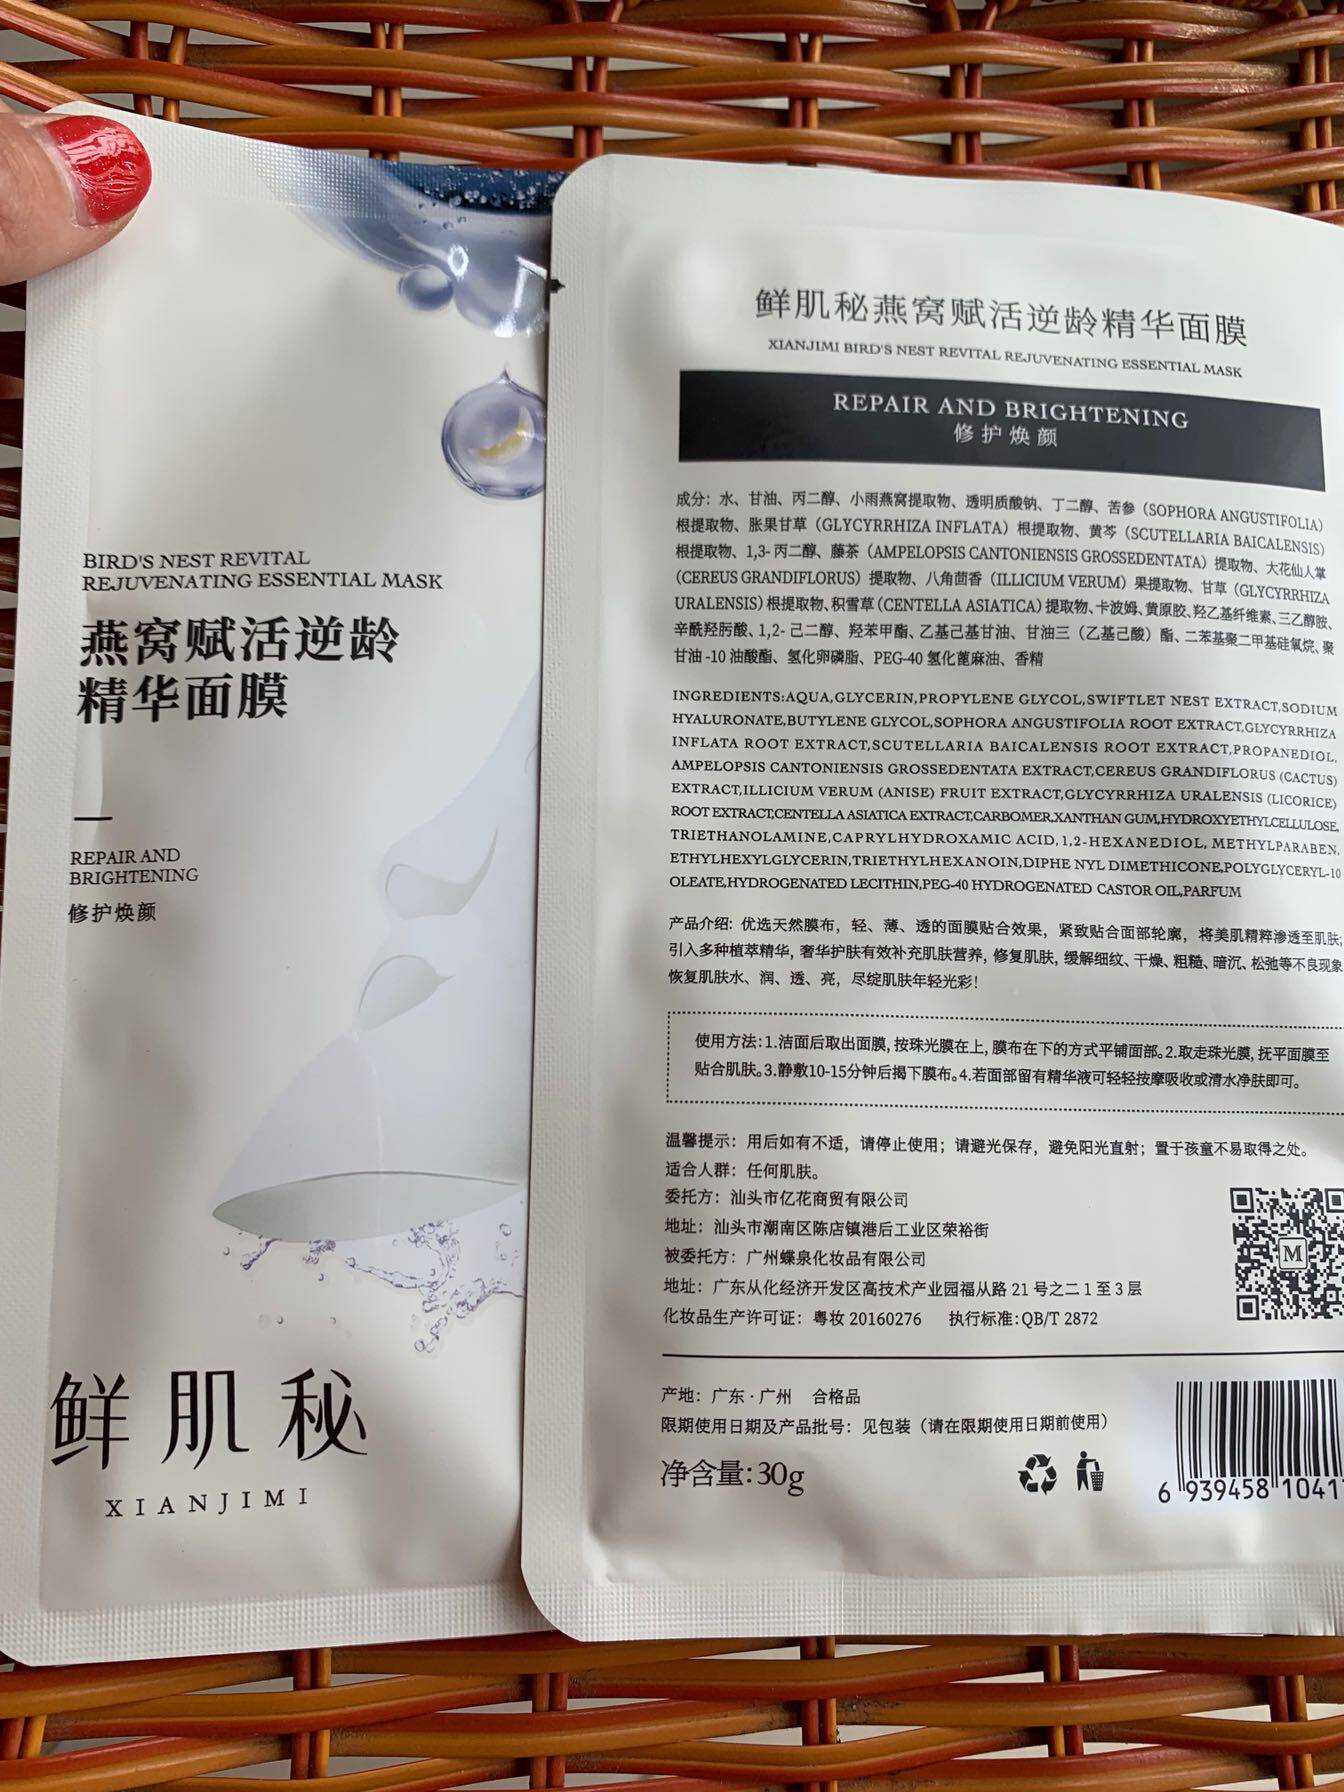 BIRD'S NEST REVITAL
REJUVENATING ESSENTIAL MASK
燕窝赋活逆龄
精华面膜
REPAIR AND
BRIGHTENING
修护焕颜
鲜肌秘
XIANJIMI
鲜肌秘燕窝赋活逆龄精华面膜
XIANJIMI BIRD'S NEST REVITAL REJUVENATING ESSENTIAL MASK
REPAIR AND BRIGHTENING
修护焕颜
成分：水、甘油、丙二醇、小雨燕窝提取物、透明质酸钠、丁二醇、苦参（SOPHORA ANGUSTIFOLIA）
根提取物、胀果甘草（GLYCYRRHIZA INFLATA）根提取物、黄芩（SCUTELLARIA BAICALENSIS）
根提取物、1,3-丙二醇、藤茶（AMPELOPSIS CANTONIENSIS GROSSEDENTATA）提取物、大花仙人掌
(CEREUS GRANDIFLORUS）提取物、八角茴香（ILLICIUM VERUM）果提取物、甘草（GLYCYRRHIZA
URALENSIS）根提取物、积雪草（CENTELLA ASIATICA）提取物、卡波姆、黄原胶、羟乙基纤维素、三乙醇胺、
辛酰羟肟酸、1,2-己二醇、羟苯甲酯、乙基己基甘油、甘油三（乙基己酸）酯、二苯基聚二甲基硅氧烷、聚
甘油-10油酸酯、氢化卵磷脂、PEG-40氢化蓖麻油、香精
INGREDIENTS:AQUA,GLYCERIN,PROPYLENE GLYCOL,SWIFTLET NEST EXTRACT,SODIUM
HYALURONATE,BUTYLENE GLYCOL,SOPHORA ANGUSTIFOLIA ROOT EXTRACT,GLYCYRRHIZA
INFLATA ROOT EXTRACT,SCUTELLARIA BAICALENSIS ROOT EXTRACT,PROPANEDIOL,
AMPELOPSIS CANTONIENSIS GROSSEDENTATA EXTRACT,CEREUS GRANDIFLORUS (CACTUS)
EXTRACT,ILLICIUM VERUM (ANISE) FRUIT EXTRACT,GLYCYRRHIZA URALENSIS (LICORICE)
ROOT EXTRACT,CENTELLA ASIATICA EXTRACT,CARBOMER,XANTHAN GUM,HYDROXYETHYLCELLULOSE,
TRIETHANOLAMINE,CAPRYLHYDROXAMIC ACID,1,2-HEXANEDIOL, METHYLPARABEN,
ETHYLHEXYLGLYCERIN,TRIETHYLHEXANOIN,DIPHE NYL DIMETHICONE,POLYGLYCERYL-10
OLEATE,HYDROGENATED LECITHIN,PEG-40 HYDROGENATED CASTOR OIL,PARFUM
产品介绍: 优选天然膜布，轻、薄、透的面膜贴合效果，紧致贴合面部轮廓，将美肌精粹渗透至肌肤;
引入多种植萃精华, 奢华护肤有效补充肌肤营养, 修复肌肤, 缓解细纹、干燥、粗糙、暗沉、松弛等不良现象
恢复肌肤水、润、透、亮，尽绽肌肤年轻光彩！
使用方法：1.洁面后取出面膜, 按珠光膜在上, 膜布在下的方式平铺面部。2.取走珠光膜, 抚平面膜至
贴合肌肤。3.静敷10-15分钟后揭下膜布。4.若面部留有精华液可轻轻按摩吸收或清水净肤即可。
温馨提示：用后如有不适，请停止使用；请避光保存，避免阳光直射；置于孩童不易取得之处。
适合人群：任何肌肤。
委托方：汕头市亿花商贸有限公司
地址：汕头市潮南区陈店镇港后工业区荣裕街
被委托方：广州蝶泉化妆品有限公司
地址：广东从化经济开发区高技术产业园福从路 21 号之二 1 至 3 层
化妆品生产许可证：粤妆 20160276 执行标准：QB/T 2872
M
产地：广东·广州 合格品
限期使用日期及产品批号：见包装（请在限期使用日期前使用）
净含量：30g
6 939458 1041